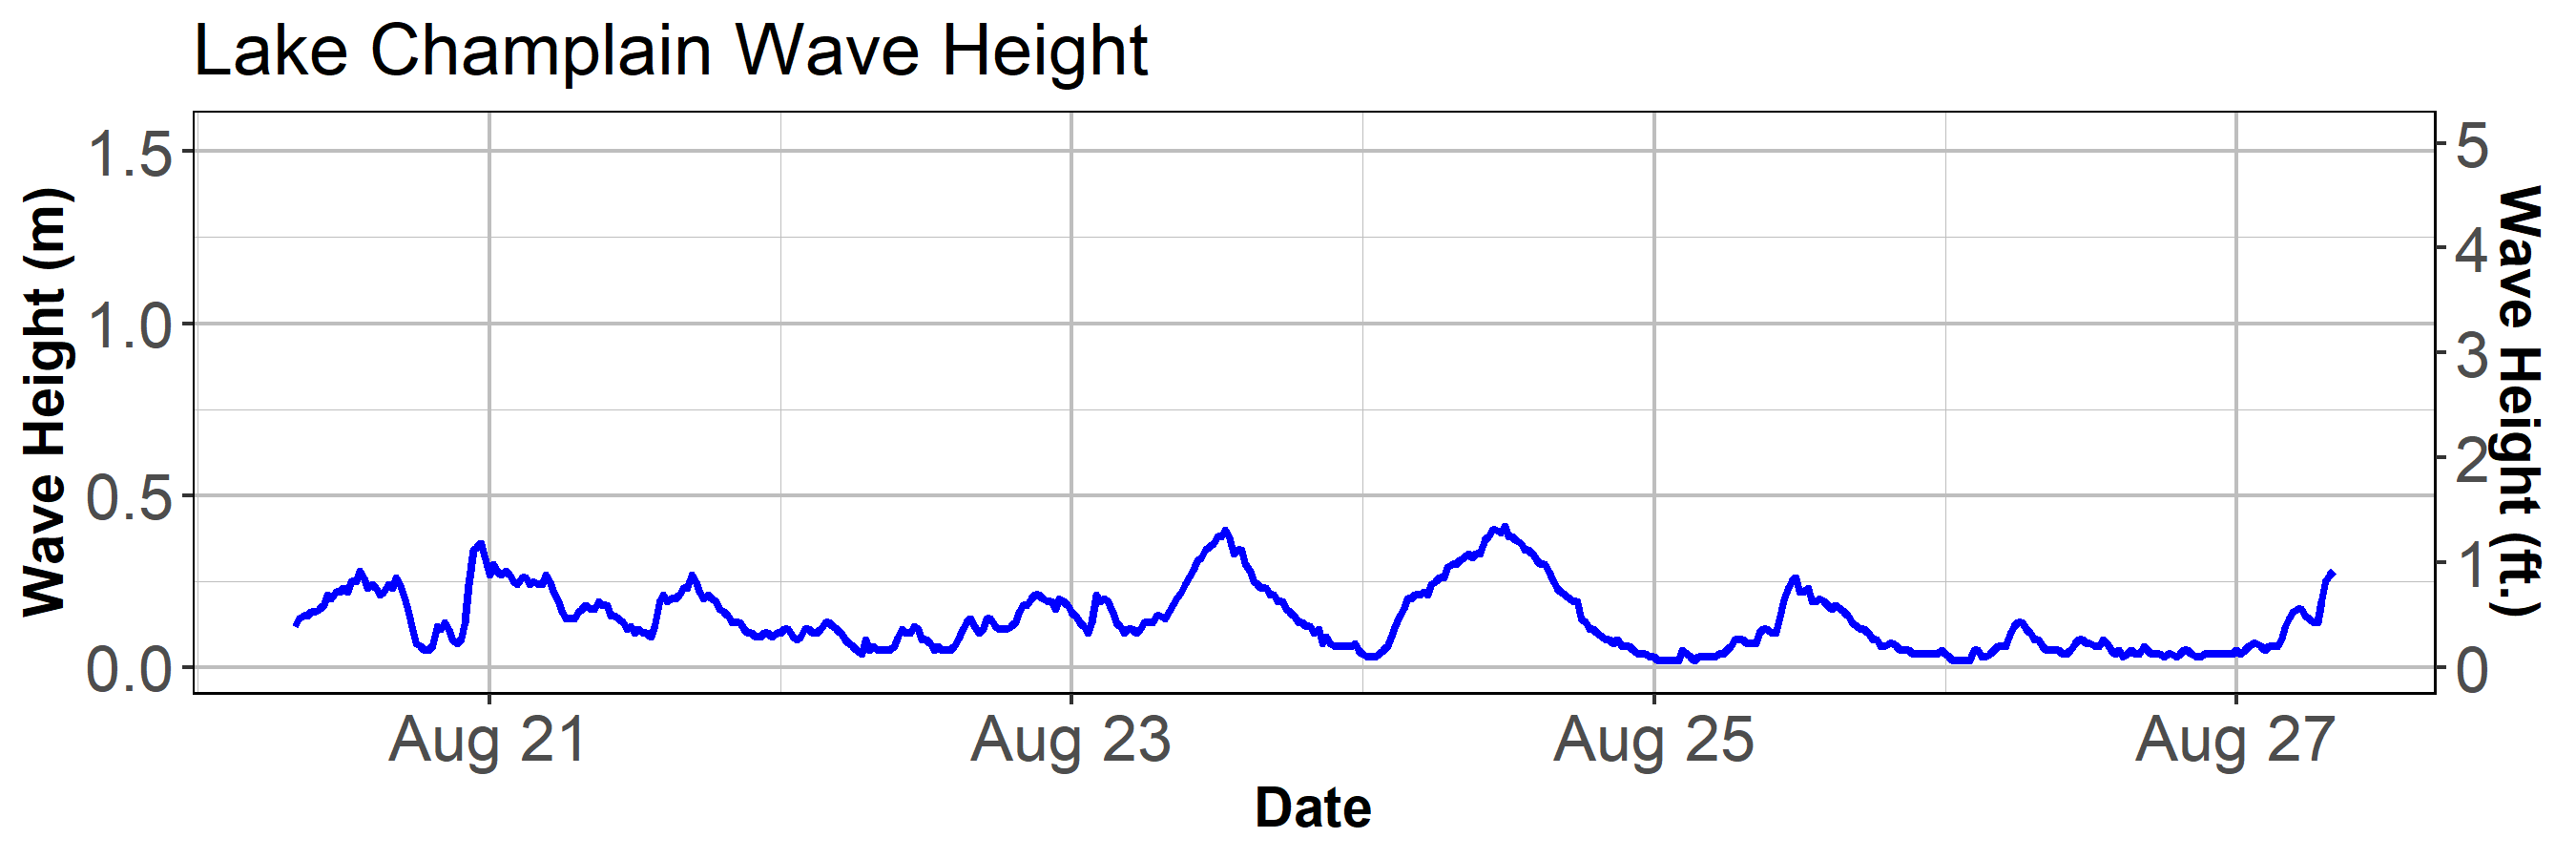 Lake Champlain Wave Height
Wave Height (m)
1.5
1.0
0.5
0.0
5
4
3
2
1
0
Wave Height (ft.)
Aug 21
Aug 23
Aug 25
Aug 27
Date